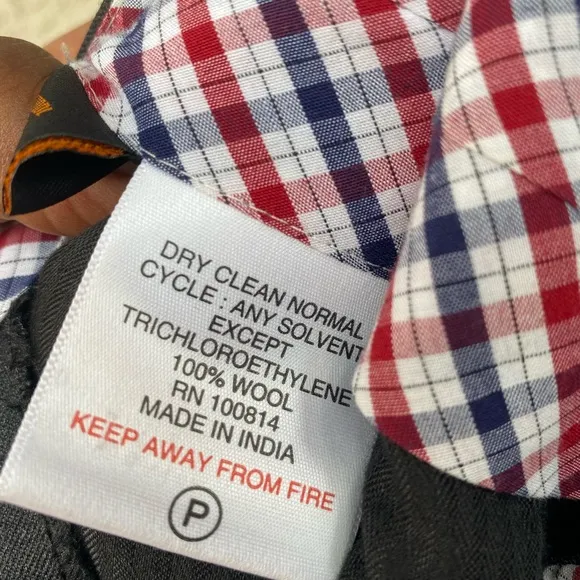 DRY CLEAN NORMAL
CYCLE : ANY SOLVENT
EXCEPT
TRICHLOROETHYLENE
100% WOOL
RN 100814
MADE IN INDIA
KEEP AWAY FROM FIRE
P